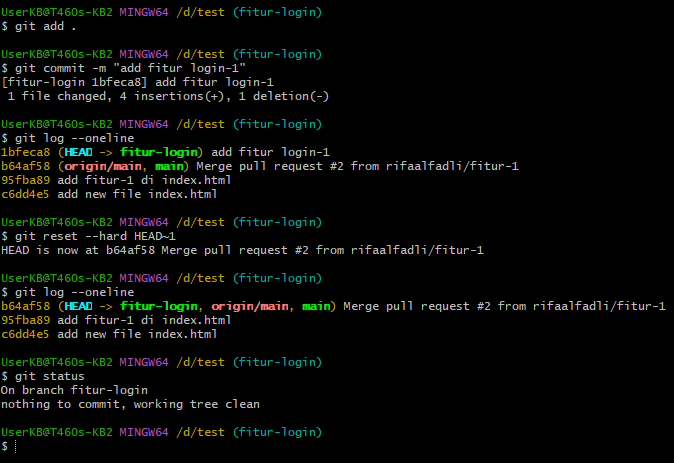 UserKB@T460s-KB2 MINGW64 /d/test (fitur-login)
$ git add .
UserKB@T460s-KB2 MINGW64 /d/test (fitur-login)
$ git commit -m "add fitur login-1"
[fitur-login 1bfeca8] add fitur login-1
1 file changed, 4 insertions(+), 1 deletion(-)
UserKB@T460s-KB2 MINGW64 /d/test (fitur-login)
$ git log --oneline
1bfeca8 (HEAD -> fitur-login) add fitur login-1
b64af58 (origin/main, main) Merge pull request #2 from rifaalfadli/fitur-1
95fba89 add fitur-1 di index.html
c6dd4e5 add new file index.html
UserKB@T460s-KB2 MINGW64 /d/test (fitur-login)
$ git reset --hard HEAD~1
HEAD is now at b64af58 Merge pull request #2 from rifaalfadli/fitur-1
UserKB@T460s-KB2 MINGW64 /d/test (fitur-login)
$ git log --oneline
b64af58 (HEAD -> fitur-login, origin/main, main) Merge pull request #2 from rifaalfadli/fitur-1
95fba89 add fitur-1 di index.html
c6dd4e5 add new file index.html
UserKB@T460s-KB2 MINGW64 /d/test (fitur-login)
$ git status
On branch fitur-login
nothing to commit, working tree clean
UserKB@T460s-KB2 MINGW64 /d/test (fitur-login)
$